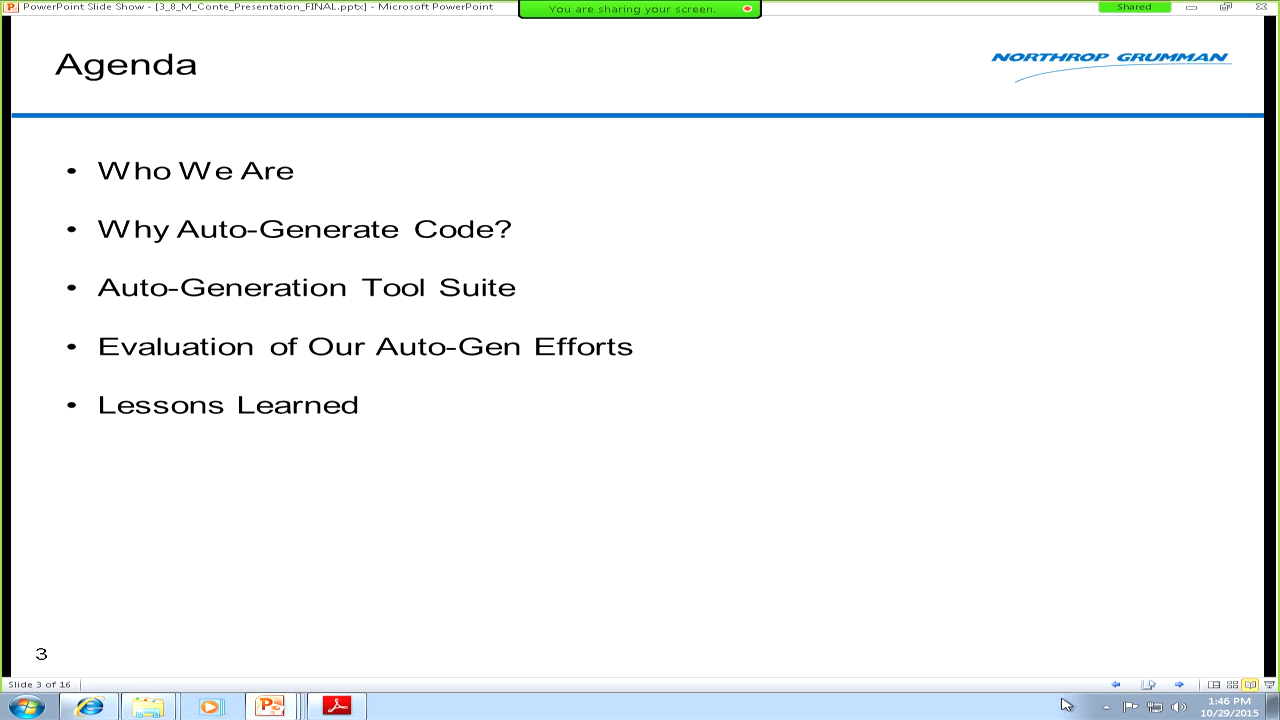 PowerPoint Slide Show - [3_8_M_Conte_Presentation_FINAL.pptx] - Microsoft PowerPoint
You are sharing your screen.
Shared
Agenda
NORTHROP GRUMMAN
• Who We Are
• Why Auto-Generate Code?
• Auto-Generation Tool Suite
• Evaluation of Our Auto-Gen Efforts
• Lessons Learned
3
Slide 3 of 16
1:46 PM
10/29/2015